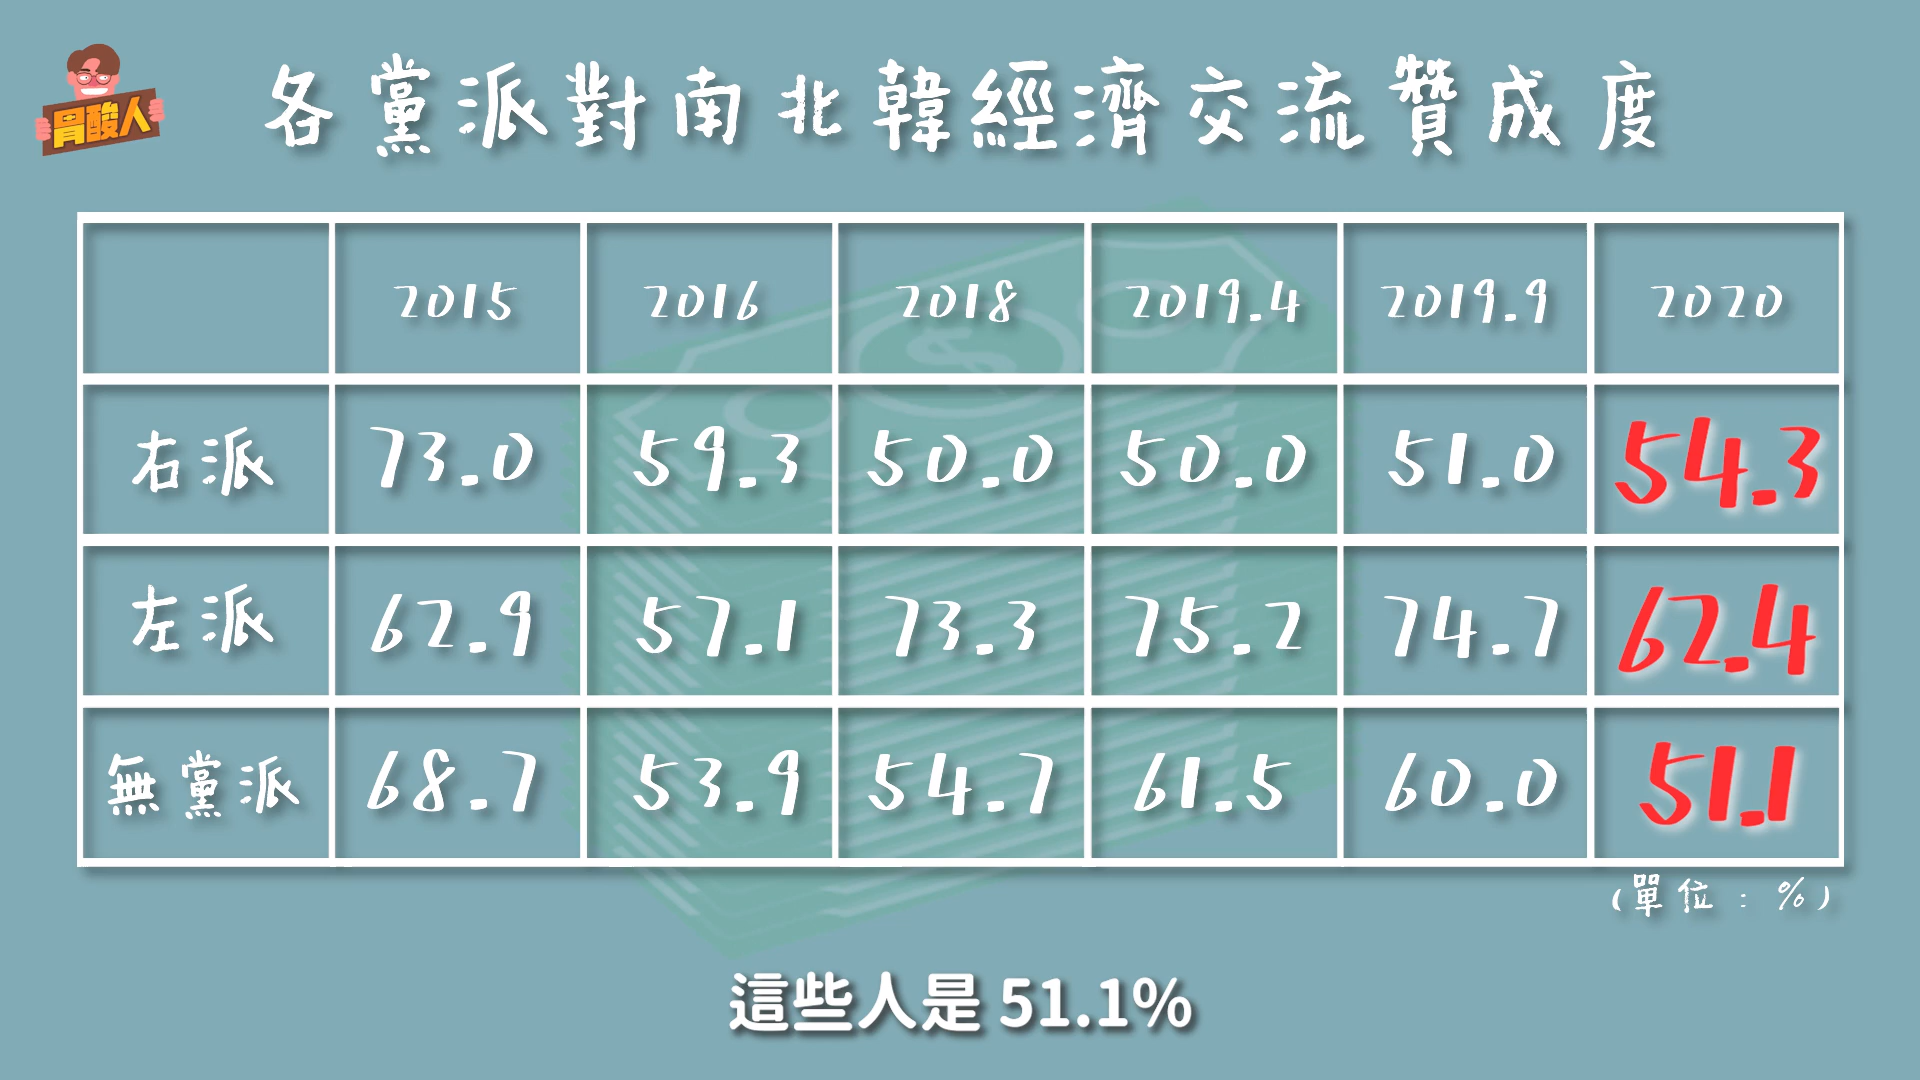 胃酸人
各黨派對南北韓經濟交流贊成度
2015 2016 2018 2019.4 2019.9 2020
右派 73.0 59.3 50.0 50.0 51.0 54.3
左派 62.9 57.1 73.3 75.2 74.7 62.4
無黨派 68.7 53.9 54.7 61.5 60.0 51.1
(單位:%)
這些人是 51.1%